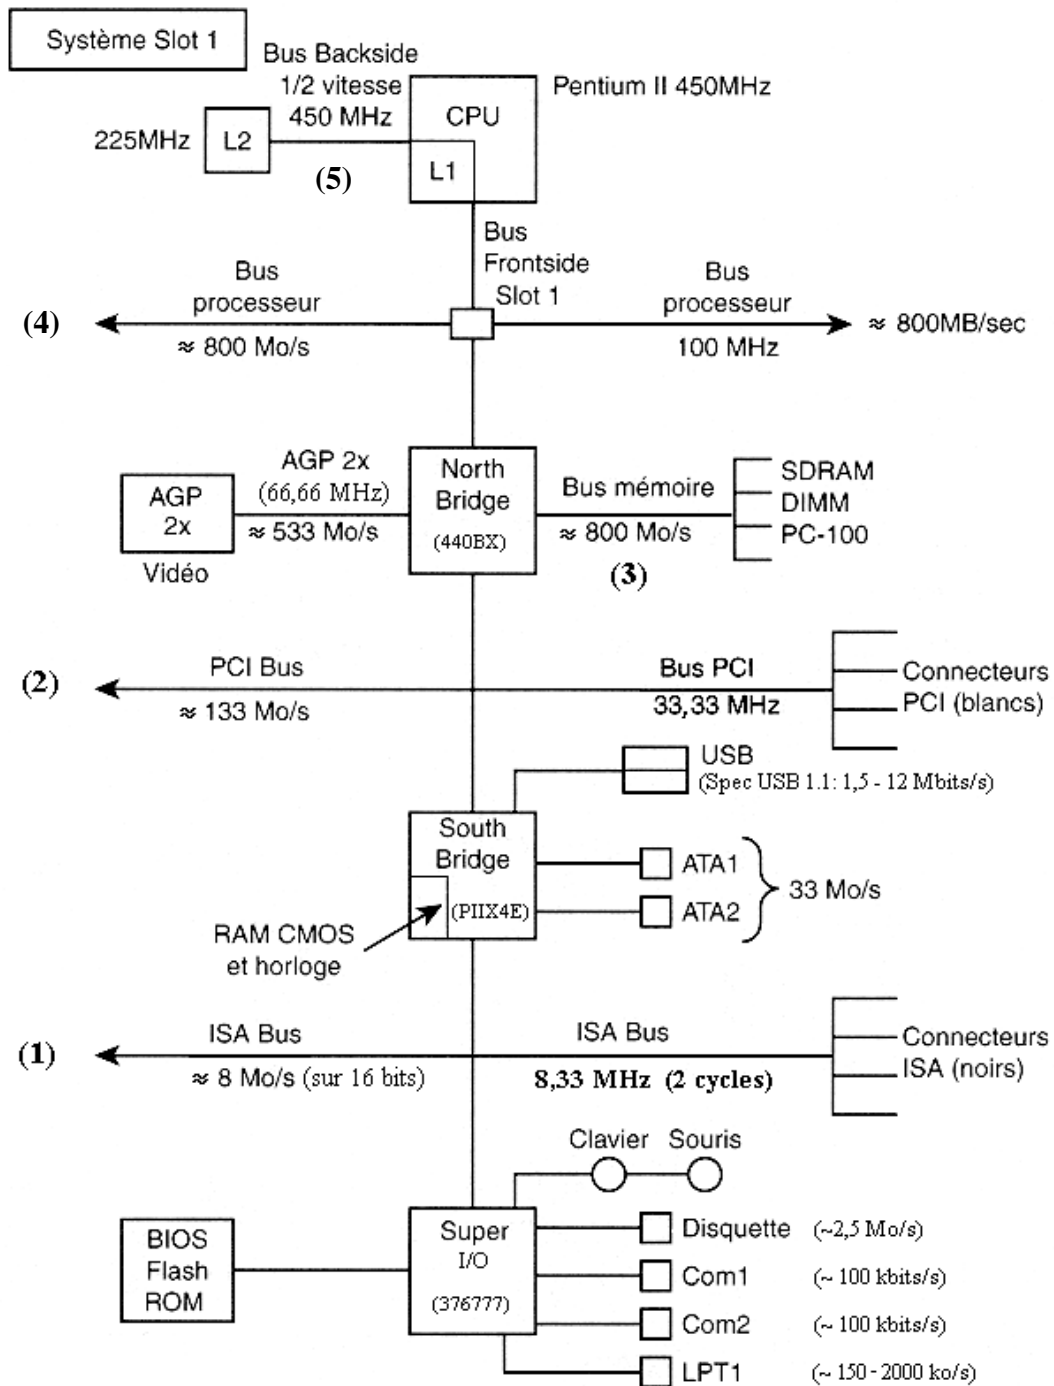 Système Slot 1
Bus Backside
1/2 vitesse
450 MHz
Pentium II 450MHz
CPU
225MHz
L2
L1
(5)
Bus
Frontside
Slot 1
Bus
processeur
Bus
processeur
(4)
≈ 800 Mo/s
100 MHz
≈ 800MB/sec
AGP
2x
Vidéo
AGP 2x
(66,66 MHz)
≈ 533 Mo/s
North
Bridge
(440BX)
Bus mémoire
≈ 800 Mo/s
(3)
SDRAM
DIMM
PC-100
(2)
PCI Bus
≈ 133 Mo/s
Bus PCI
33,33 MHz
Connecteurs
PCI (blancs)
USB
(Spec USB 1.1: 1,5 - 12 Mbits/s)
South
Bridge
(PIIX4E)
ATA1
ATA2
33 Mo/s
RAM CMOS
et horloge
(1)
ISA Bus
≈ 8 Mo/s (sur 16 bits)
ISA Bus
8,33 MHz (2 cycles)
Connecteurs
ISA (noirs)
Clavier
Souris
BIOS
Flash
ROM
Super
I/O
(376777)
Disquette (~2,5 Mo/s)
Com1 (~ 100 kbits/s)
Com2 (~ 100 kbits/s)
LPT1 (~ 150 - 2000 ko/s)